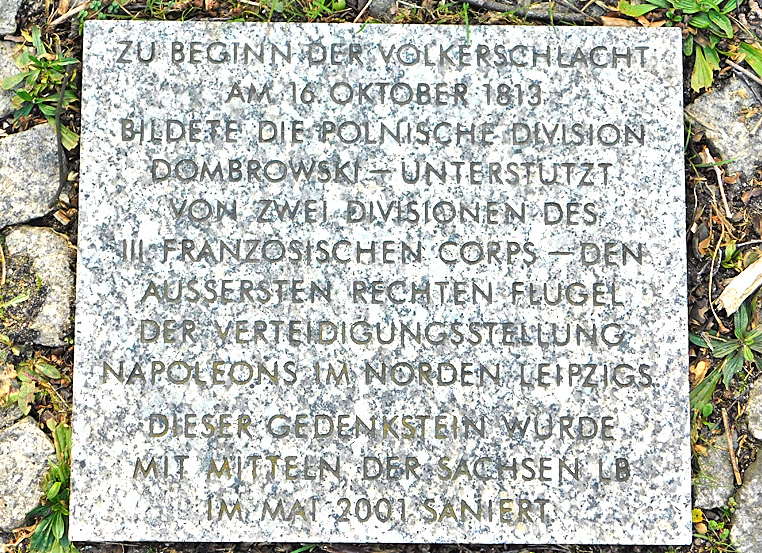 ZU BEGINN DER VÖLKERSCHLACHT
AM 16. OKTOBER 1813
BILDETE DIE POLNISCHE DIVISION
DOMBROWSKI – UNTERSTÜTZT
VON ZWEI DIVISIONEN DES
III. FRANZÖSISCHEN CORPS – DEN
ÄUSSERSTEN RECHTEN FLÜGEL
DER VERTEIDIGUNGSSTELLUNG
NAPOLEONS IM NORDEN LEIPZIGS.
DIESER GEDENKSTEIN WURDE
MIT MITTELN DER SACHSEN LB
IM MAI 2001 SANIERT.